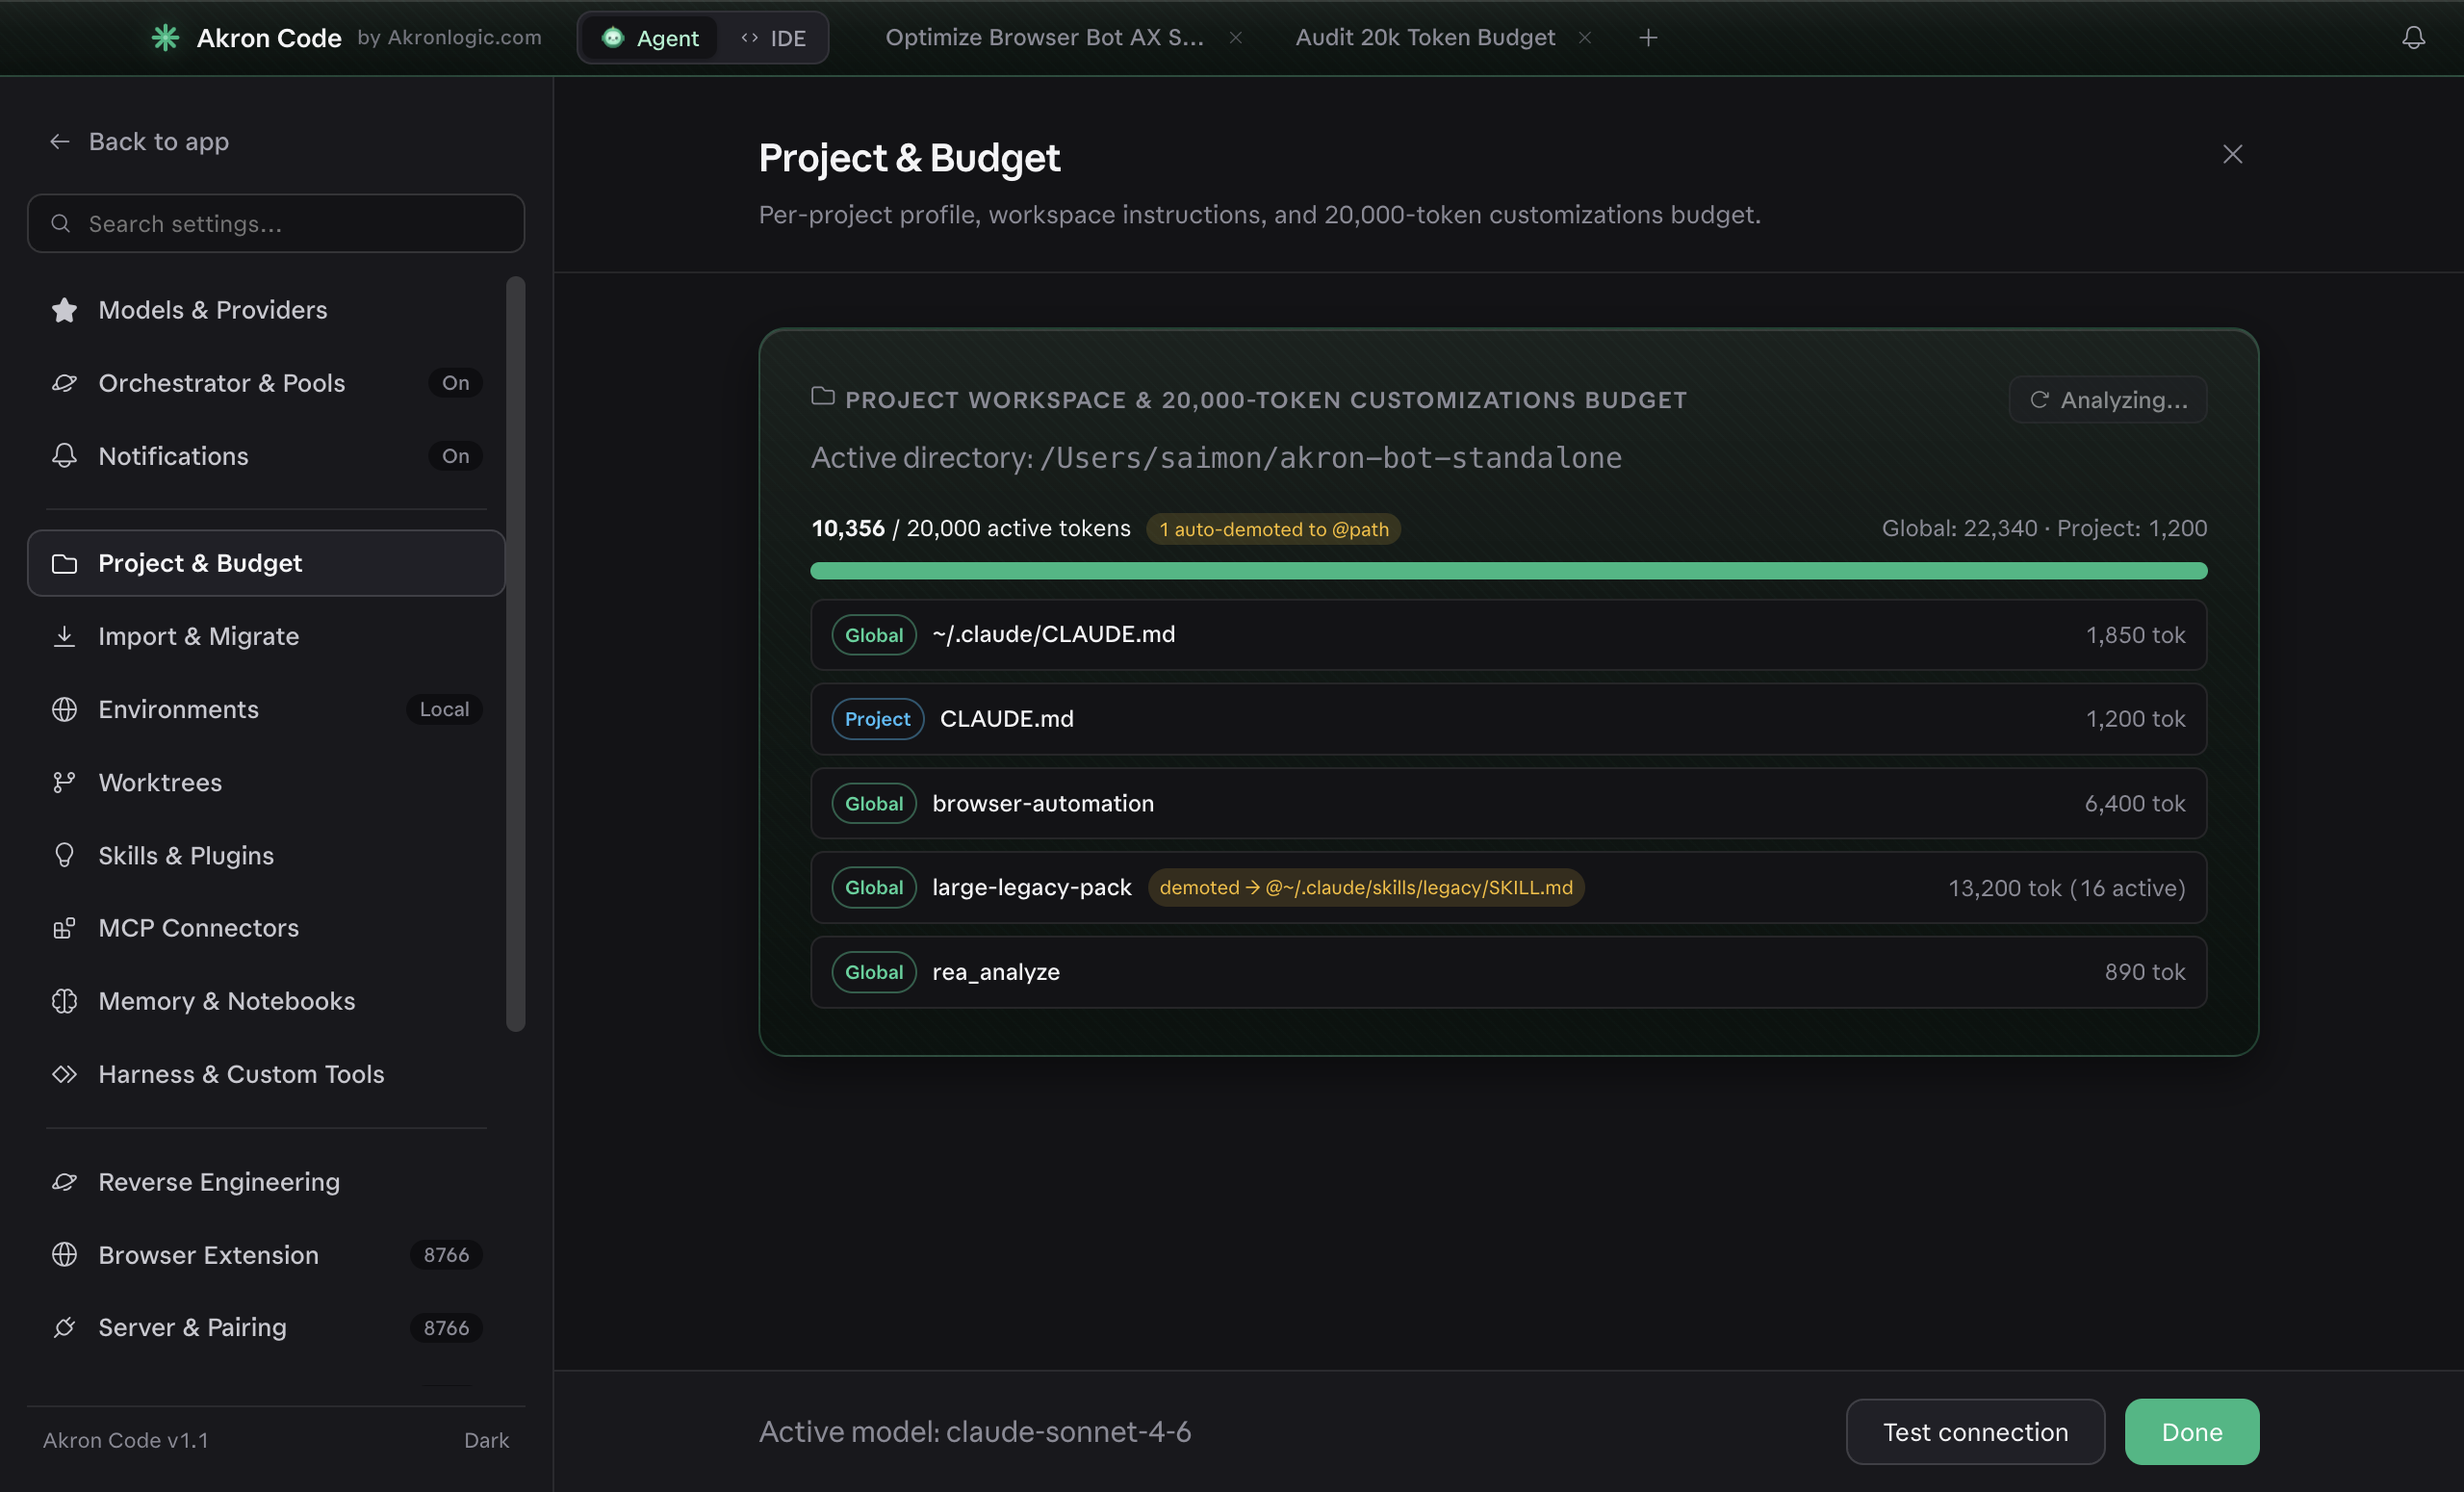 Akron Code by Akronlogic.com Agent IDE Optimize Browser Bot AX S... Audit 20k Token Budget
Back to app
Search settings...
Models & Providers
Orchestrator & Pools On
Notifications On
Project & Budget
Import & Migrate
Environments Local
Worktrees
Skills & Plugins
MCP Connectors
Memory & Notebooks
Harness & Custom Tools
Reverse Engineering
Browser Extension 8766
Server & Pairing 8766
Akron Code v1.1 Dark
Project & Budget
Per-project profile, workspace instructions, and 20,000-token customizations budget.
PROJECT WORKSPACE & 20,000-TOKEN CUSTOMIZATIONS BUDGET Analyzing...
Active directory: /Users/saimon/akron-bot-standalone
10,356 / 20,000 active tokens 1 auto-demoted to @path Global: 22,340 · Project: 1,200
Global ~/.claude/CLAUDE.md 1,850 tok
Project CLAUDE.md 1,200 tok
Global browser-automation 6,400 tok
Global large-legacy-pack demoted → @~/.claude/skills/legacy/SKILL.md 13,200 tok (16 active)
Global rea_analyze 890 tok
Active model: claude-sonnet-4-6 Test connection Done